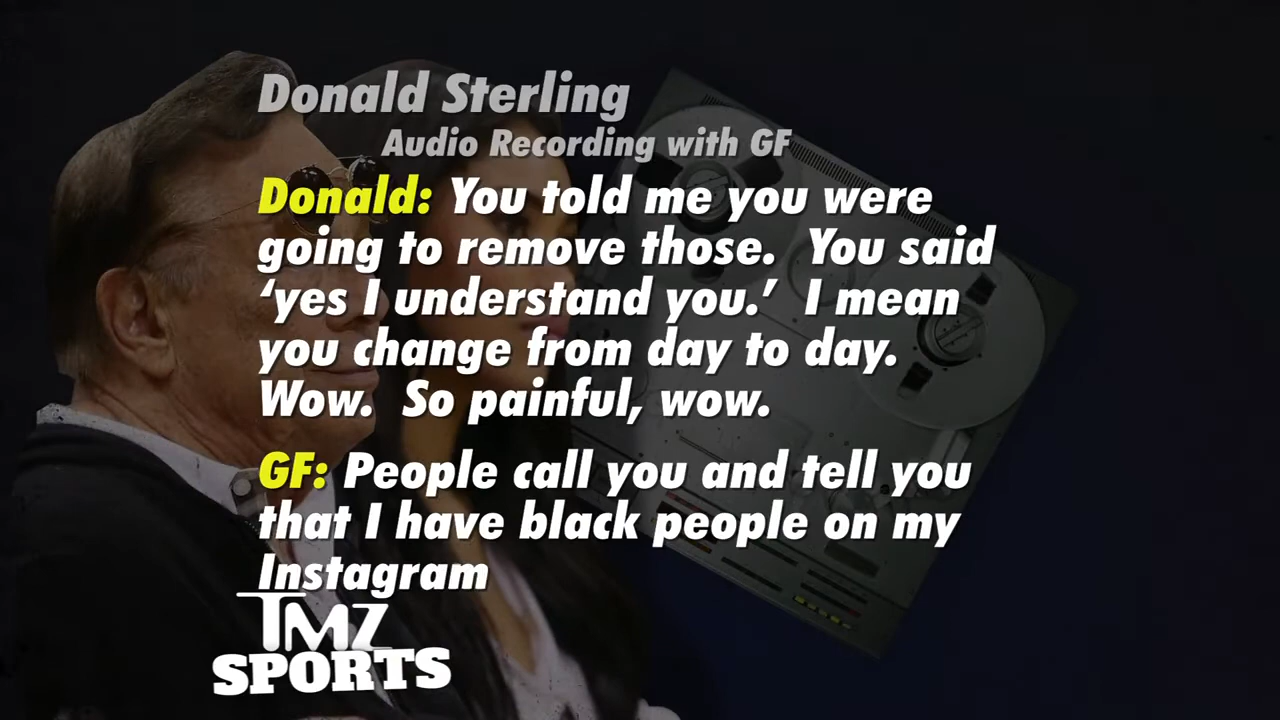 Donald Sterling
Audio Recording with GF
Donald: You told me you were
going to remove those.  You said
‘yes I understand you.’  I mean
you change from day to day.
Wow.  So painful, wow.
GF: People call you and tell you
that I have black people on my
Instagram
TMZ
SPORTS